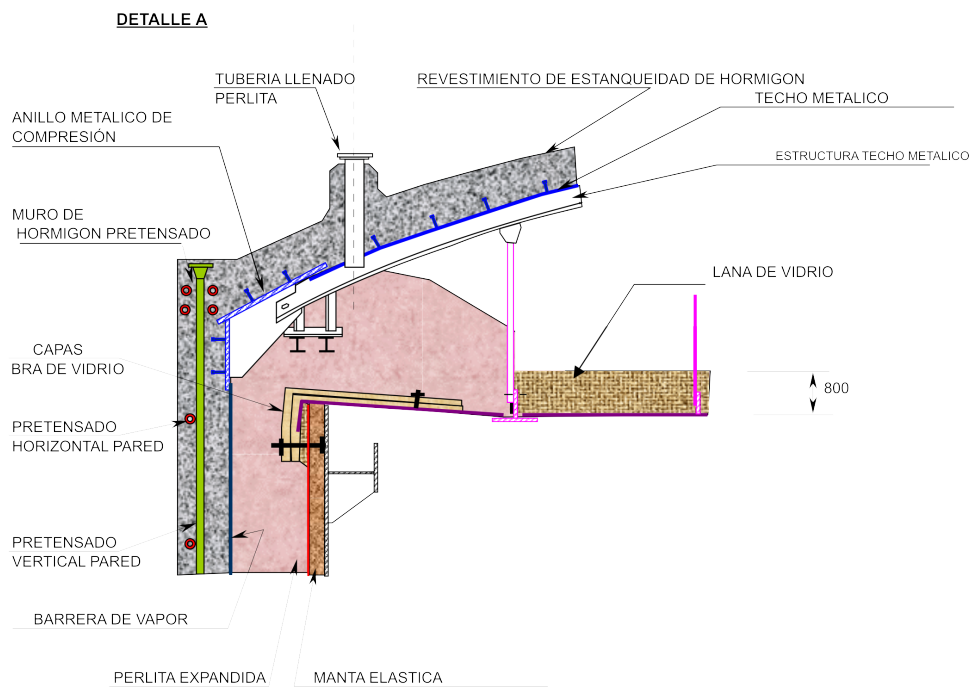 DETALLE A
TUBERIA LLENADO
PERLITA
REVESTIMIENTO DE ESTANQUEIDAD DE HORMIGON
TECHO METALICO
ANILLO METALICO DE
COMPRESIÓN
ESTRUCTURA TECHO METALICO
MURO DE
HORMIGON PRETENSADO
LANA DE VIDRIO
CAPAS
BRA DE VIDRIO
800
PRETENSADO
HORIZONTAL PARED
PRETENSADO
VERTICAL PARED
BARRERA DE VAPOR
PERLITA EXPANDIDA
MANTA ELASTICA